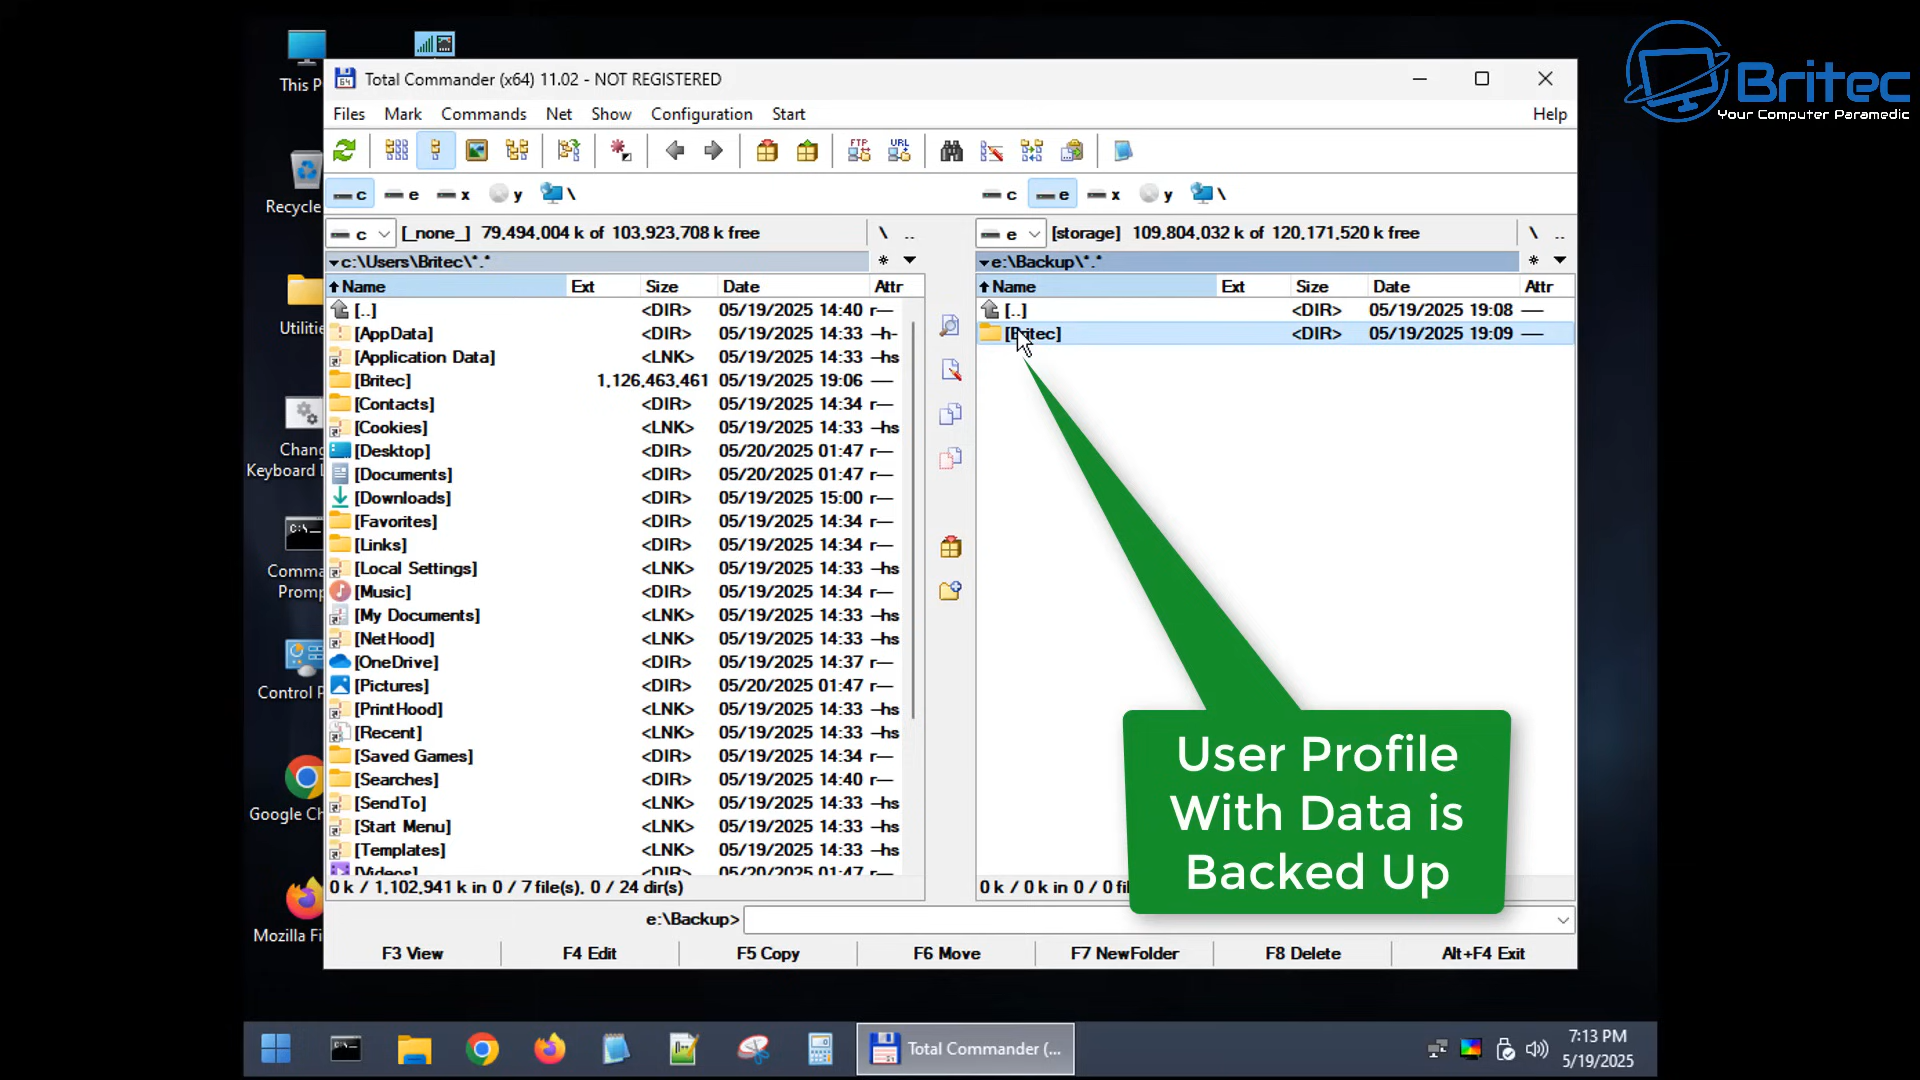 Britec
Your Computer Paramedic
This P
Recycle
Utilitie
Chang
Keyboard L
Comma
Promp
Control P
Google Ch
Mozilla Fi
Total Commander (x64) 11.02 - NOT REGISTERED
Files Mark Commands Net Show Configuration Start Help
FTP URL
c e x y \ c e x y \
c [_none_] 79,494,004 k of 103,923,708 k free \ ..
e [storage] 109,804,032 k of 120,171,520 k free \ ..
c:\Users\Britec\*.* *
e:\Backup\*.* *
Name Ext Size Date Attr
[..] <DIR> 05/19/2025 14:40 r—
[AppData] <DIR> 05/19/2025 14:33 —h-
[Application Data] <LNK> 05/19/2025 14:33 —hs
[Britec] 1,126,463,461 05/19/2025 19:06 —
[Contacts] <DIR> 05/19/2025 14:34 r—
[Cookies] <LNK> 05/19/2025 14:33 —hs
[Desktop] <DIR> 05/20/2025 01:47 r—
[Documents] <DIR> 05/20/2025 01:47 r—
[Downloads] <DIR> 05/19/2025 15:00 r—
[Favorites] <DIR> 05/19/2025 14:34 r—
[Links] <DIR> 05/19/2025 14:34 r—
[Local Settings] <LNK> 05/19/2025 14:33 —hs
[Music] <DIR> 05/19/2025 14:34 r—
[My Documents] <LNK> 05/19/2025 14:33 —hs
[NetHood] <LNK> 05/19/2025 14:33 —hs
[OneDrive] <DIR> 05/19/2025 14:37 r—
[Pictures] <DIR> 05/20/2025 01:47 r—
[PrintHood] <LNK> 05/19/2025 14:33 —hs
[Recent] <LNK> 05/19/2025 14:33 —hs
[Saved Games] <DIR> 05/19/2025 14:34 r—
[Searches] <DIR> 05/19/2025 14:40 r—
[SendTo] <LNK> 05/19/2025 14:33 —hs
[Start Menu] <LNK> 05/19/2025 14:33 —hs
[Templates] <LNK> 05/19/2025 14:33 —hs
[Videos] <DIR> 05/20/2025 01:47 r—
0 k / 1,102,941 k in 0 / 7 file(s), 0 / 24 dir(s)
Name Ext Size Date Attr
[..] <DIR> 05/19/2025 19:08 —
[Britec] <DIR> 05/19/2025 19:09 —
0 k / 0 k in 0 / 0 fi
User Profile
With Data is
Backed Up
e:\Backup>
F3 View F4 Edit F5 Copy F6 Move F7 NewFolder F8 Delete Alt+F4 Exit
Total Commander (...
7:13 PM
5/19/2025